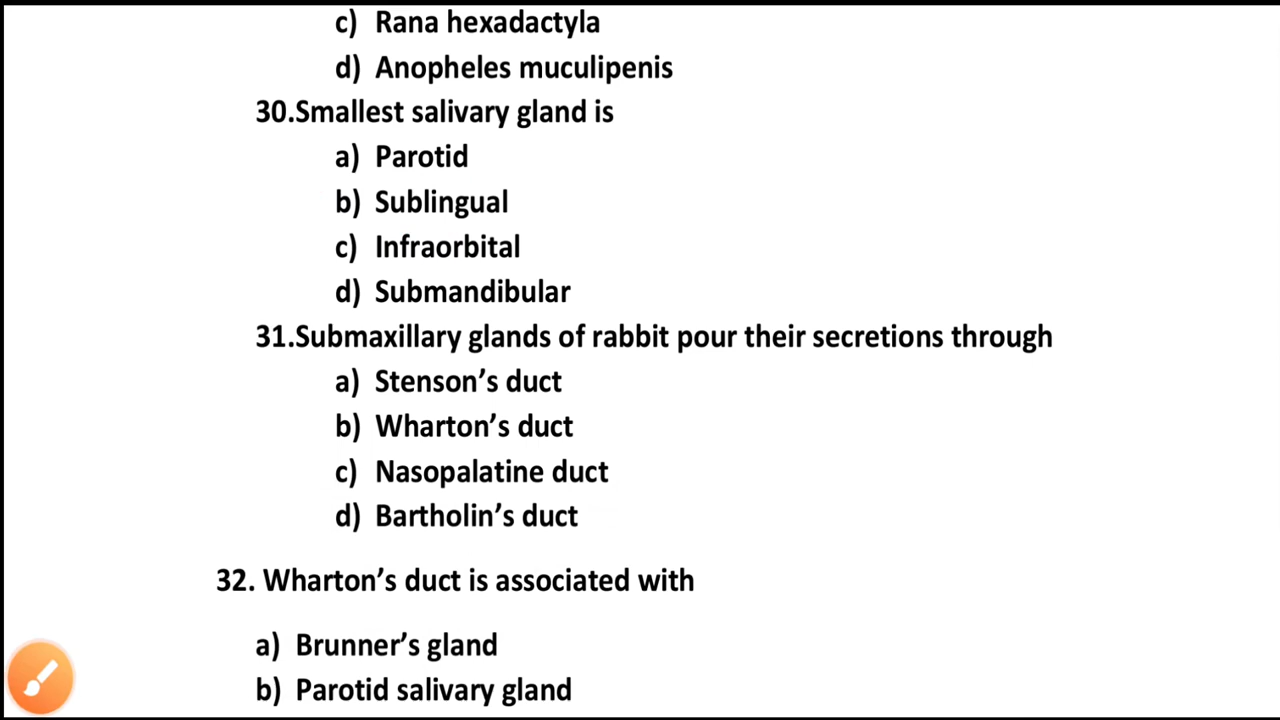 c) Rana hexadactyla
d) Anopheles muculipenis
30.Smallest salivary gland is
a) Parotid
b) Sublingual
c) Infraorbital
d) Submandibular
31.Submaxillary glands of rabbit pour their secretions through
a) Stenson’s duct
b) Wharton’s duct
c) Nasopalatine duct
d) Bartholin’s duct
32. Wharton’s duct is associated with
a) Brunner’s gland
b) Parotid salivary gland